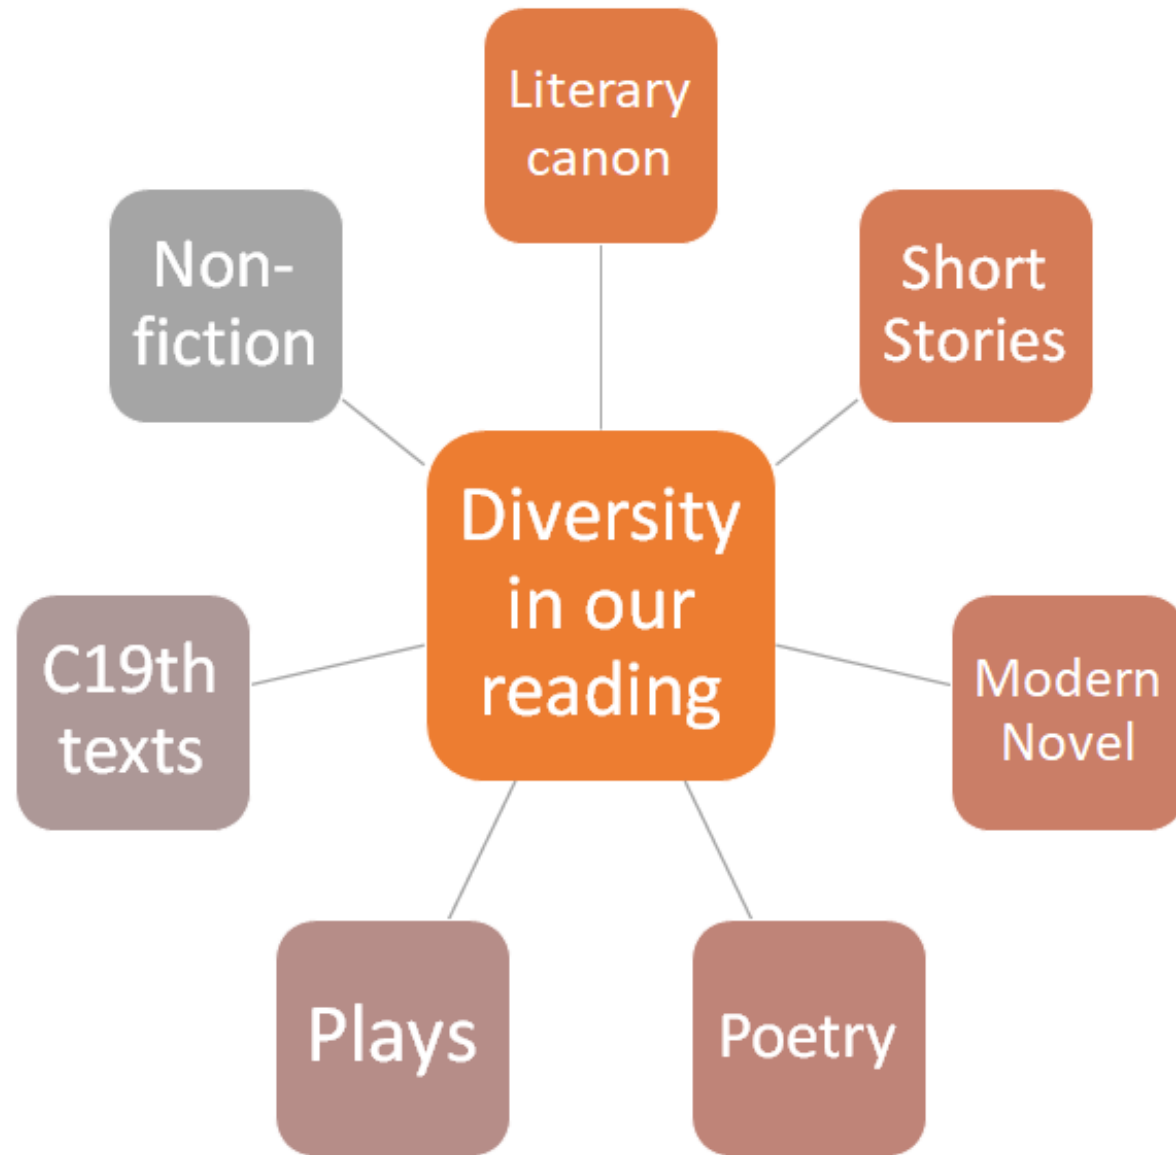 Literary
canon
Short
Stories
Modern
Novel
Poetry
Plays
C19th
texts
Non-
fiction
Diversity
in our
reading